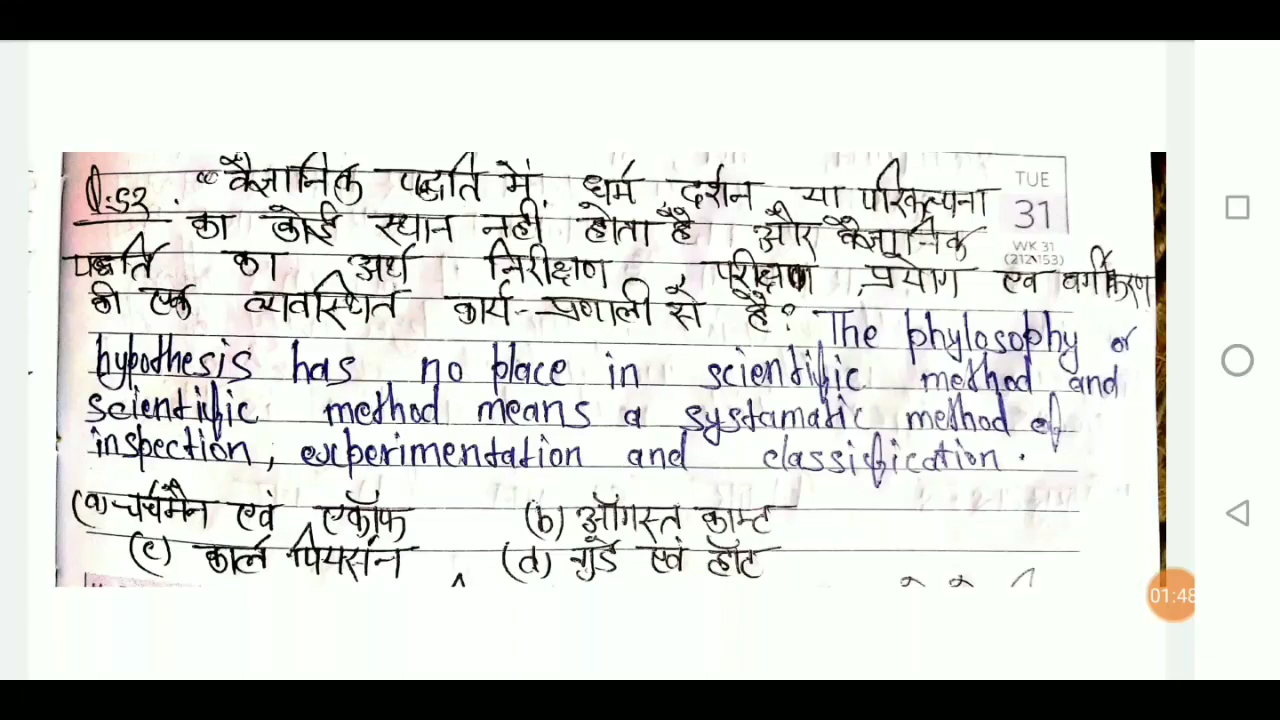 Q.52. “वैज्ञानिक पद्धति में धर्म, दर्शन या परिकल्पना
का कोई स्थान नहीं होता है और वैज्ञानिक
पद्धति का अर्थ निरीक्षण परीक्षण, प्रयोग एवं वर्गीकरण
की एक व्यवस्थित कार्य-प्रणाली से है?
The phylosophy or
hypothesis has no place in scientific method and
scientific method means a systamatic method of
inspection, experimentation and classification.
(a) चर्चमैन एवं एकॉफ (b) ऑगस्त काम्ट
(c) कार्ल पियर्सन (d) गुडे एवं हॉट
TUE
31
WK 31
(212\153)
01:48